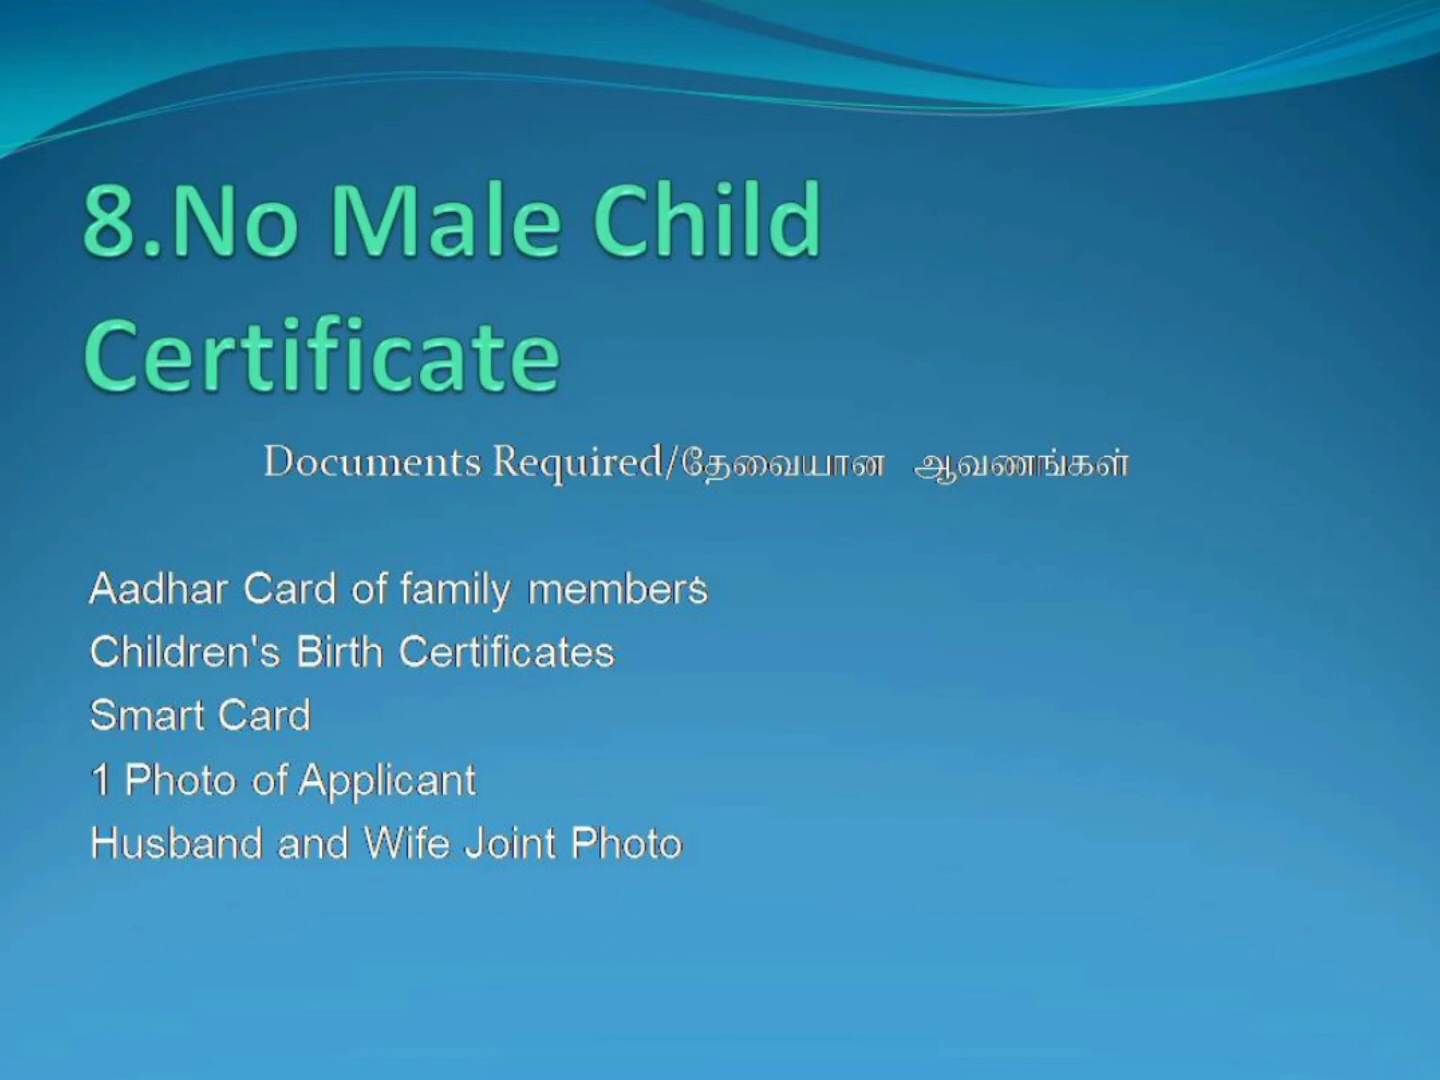 8.No Male Child
Certificate
Documents Required/தேவையான ஆவணங்கள்
Aadhar Card of family members
Children's Birth Certificates
Smart Card
1 Photo of Applicant
Husband and Wife Joint Photo